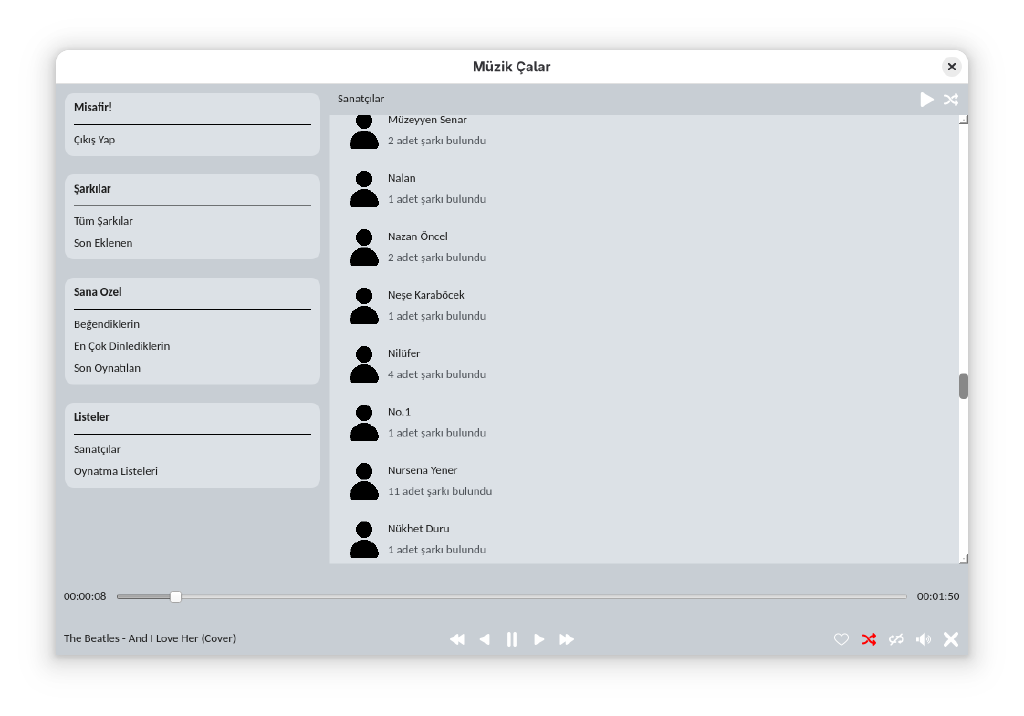 Müzik Çalar
Misafir!
Çıkış Yap
Şarkılar
Tüm Şarkılar
Son Eklenen
Sana Özel
Beğendiklerin
En Çok Dinlediklerin
Son Oynatılan
Listeler
Sanatçılar
Oynatma Listeleri
Sanatçılar
Müzeyyen Senar
2 adet şarkı bulundu
Nalan
1 adet şarkı bulundu
Nazan Öncel
2 adet şarkı bulundu
Neşe Karaböcek
1 adet şarkı bulundu
Nilüfer
4 adet şarkı bulundu
No.1
1 adet şarkı bulundu
Nursena Yener
11 adet şarkı bulundu
Nükhet Duru
1 adet şarkı bulundu
00:00:08
00:01:50
The Beatles - And I Love Her (Cover)